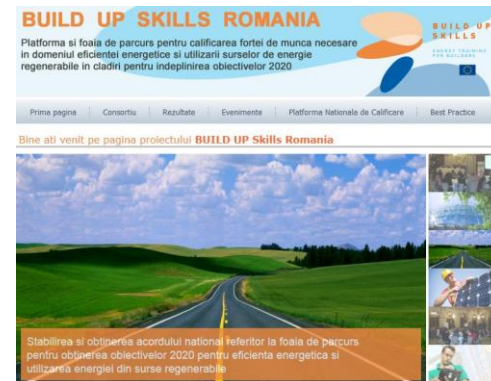 BUILD UP SKILLS ROMANIA
Platforma si foaia de parcurs pentru calificarea fortei de munca necesare
in domeniul eficientei energetice si utilizarii surselor de energie
regenerabile in cladiri pentru indeplinirea obiectivelor 2020
BUILD UP
SKILLS
ENERGY TRAINING
FOR BUILDERS
Prima pagina
Consortiu
Rezultate
Evenimente
Platforma Nationala de Calificare
Best Practice
Bine ati venit pe pagina proiectului BUILD UP Skills Romania
Stabilirea si obtinerea acordului national referitor la foaia de parcurs
pentru obtinerea obiectivelor 2020 pentru eficienta energetica si
utilizarea energiei din surse regenerabile